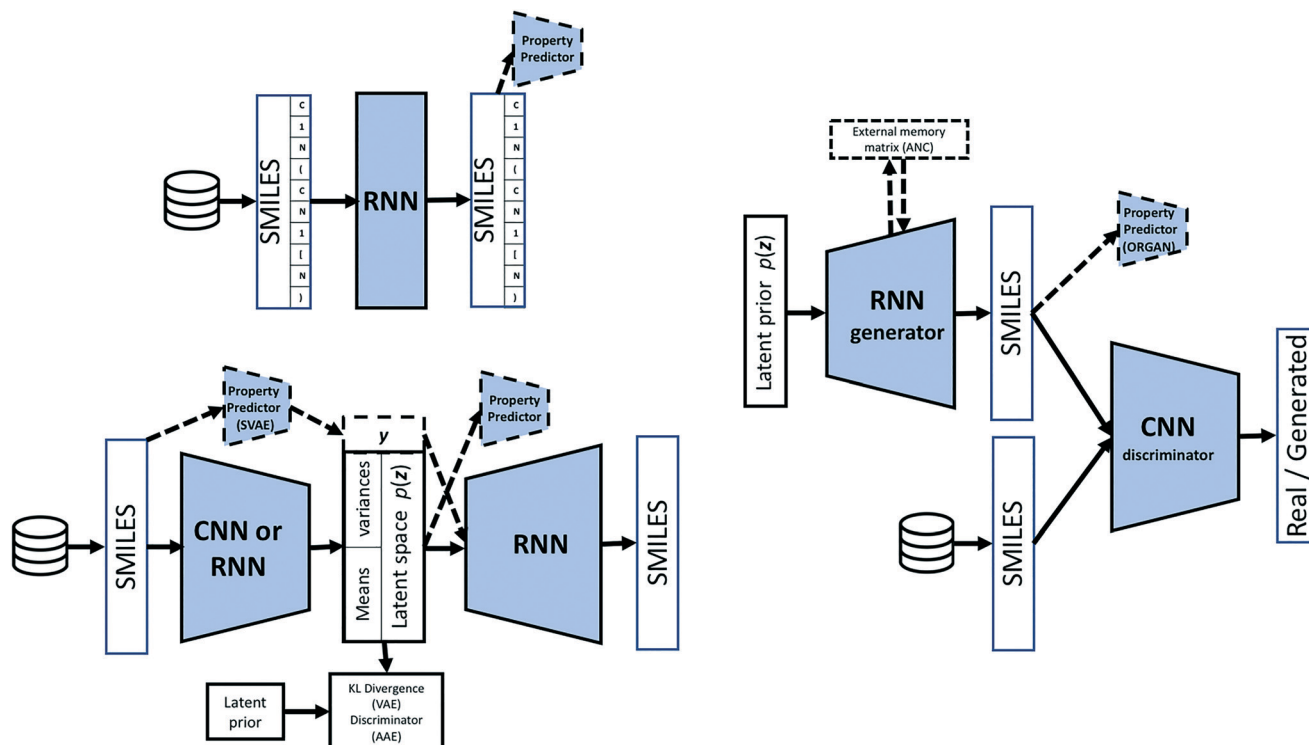 Property
Predictor
SMILES
C
1
N
(
C
N
1
[
N
)
RNN
SMILES
C
1
N
(
C
N
1
[
N
)
SMILES
Property
Predictor
(SVAE)
CNN or
RNN
y
Means
variances
Latent space p(z)
Property
Predictor
RNN
SMILES
Latent
prior
KL Divergence
(VAE)
Discriminator
(AAE)
External memory
matrix (ANC)
Latent prior p(z)
RNN
generator
SMILES
Property
Predictor
(ORGAN)
SMILES
CNN
discriminator
Real / Generated